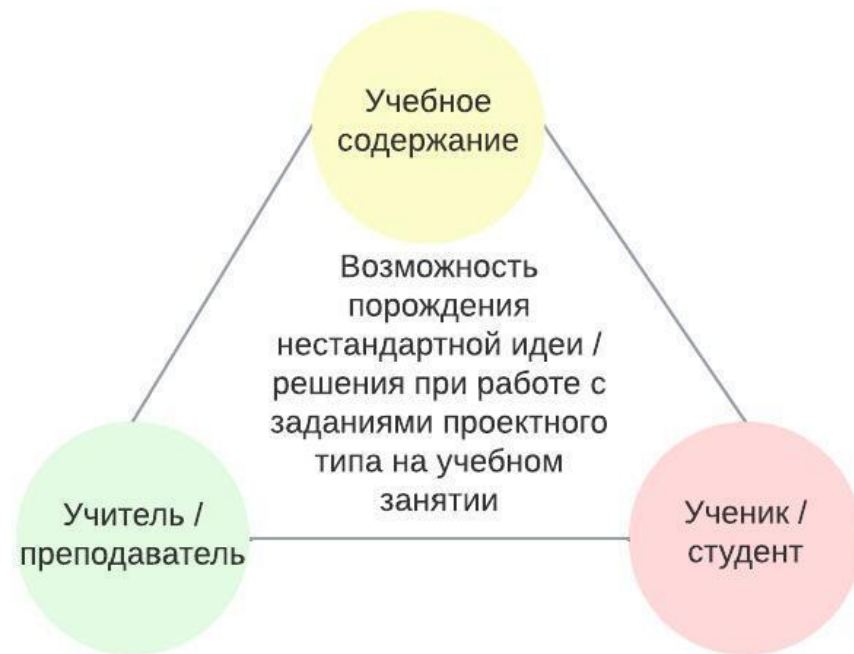 Учебное
содержание
Возможность
порождения
нестандартной идеи /
решения при работе с
заданиями проектного
типа на учебном
занятии
Учитель /
преподаватель
Ученик /
студент